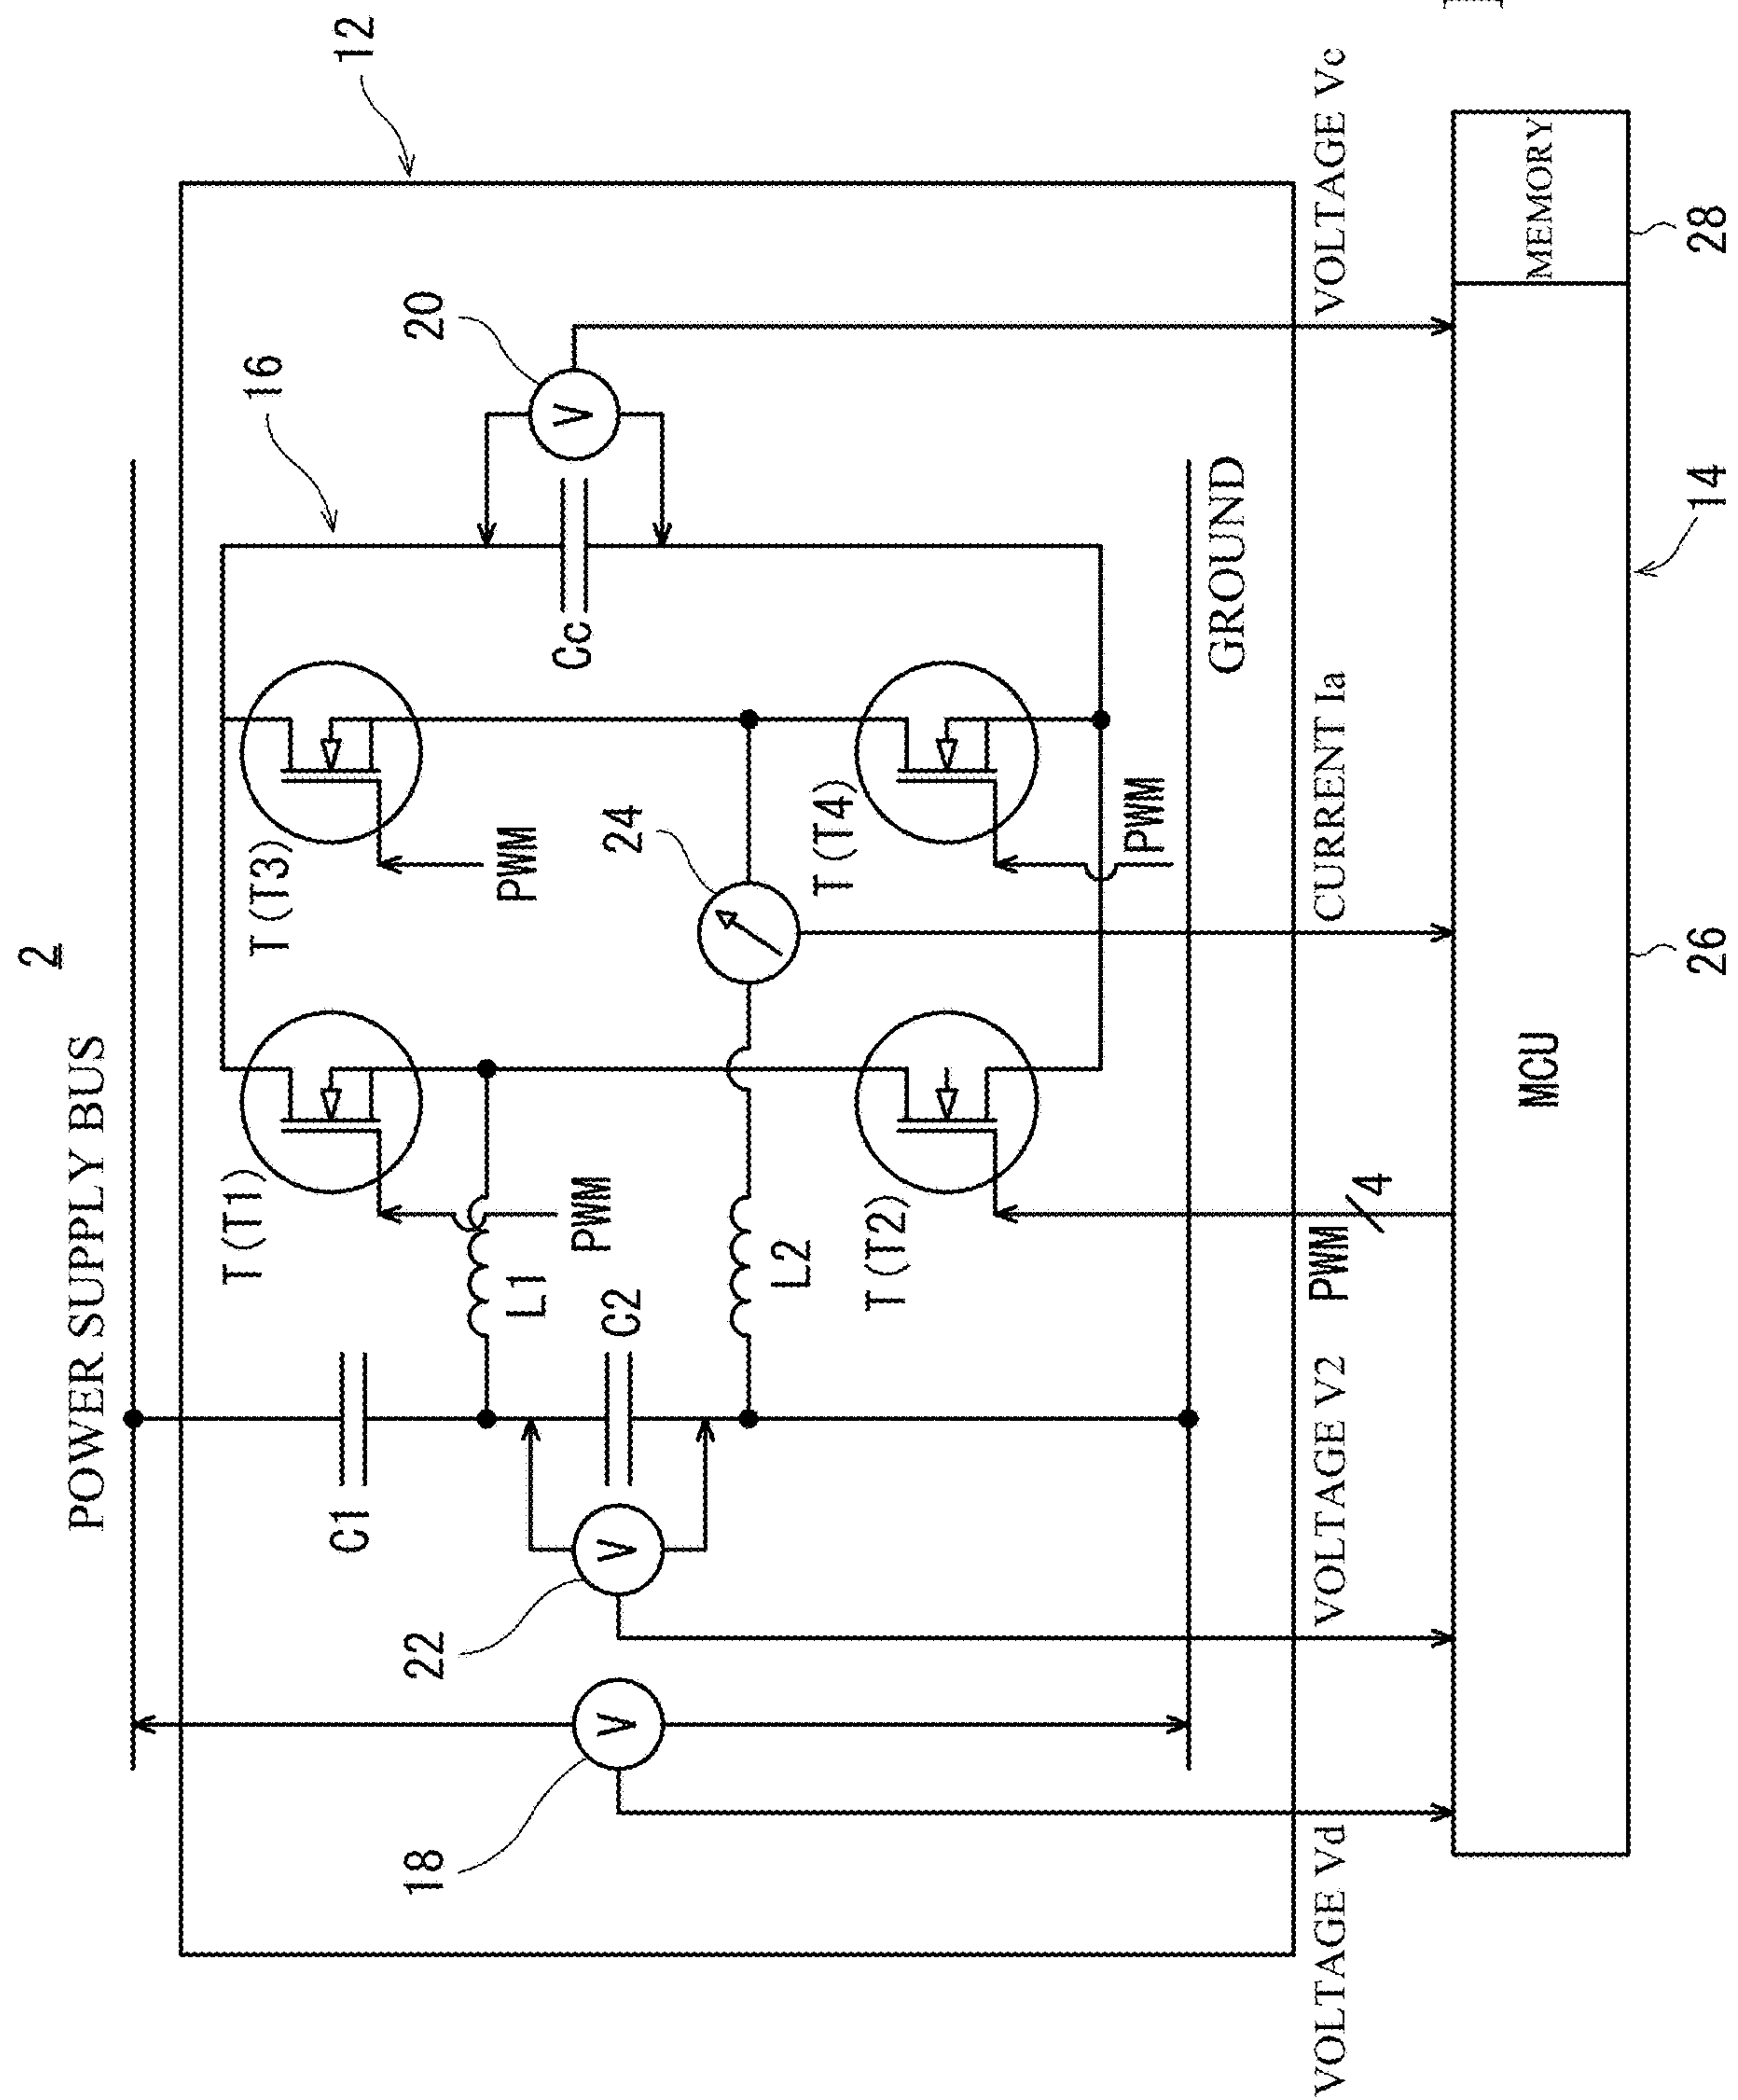 2
POWER SUPPLY BUS
12
16
20
T(T1)
T(T3)
C1
PWM
PWM
L1
C2
Cc
18
22
24
L2
T(T2)
T(T4)
PWM
GROUND
VOLTAGE Vd
VOLTAGE V2
PWM
4
CURRENT Ia
VOLTAGE Vc
MCU
MEMORY
26
14
28